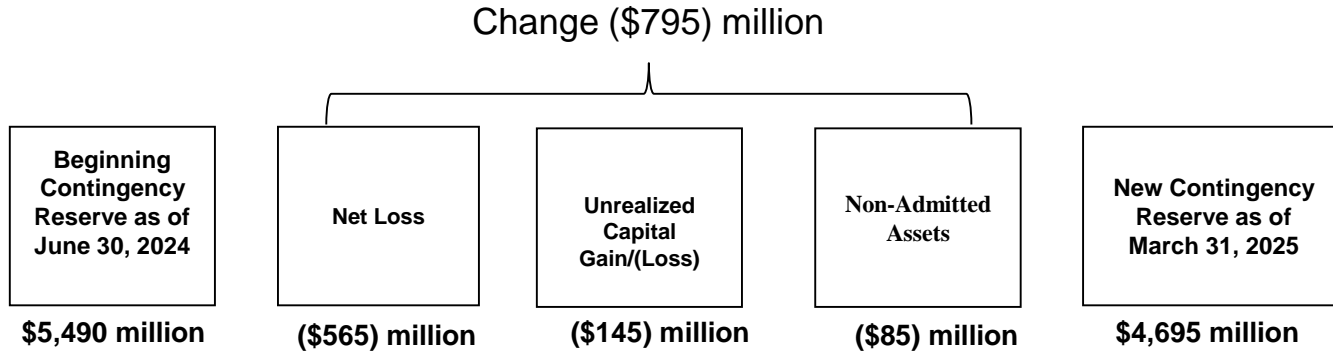 Change ($795) million
Beginning
Contingency
Reserve as of
June 30, 2024
Net Loss
Unrealized
Capital
Gain/(Loss)
Non-Admitted
Assets
New Contingency
Reserve as of
March 31, 2025
$5,490 million
($565) million
($145) million
($85) million
$4,695 million